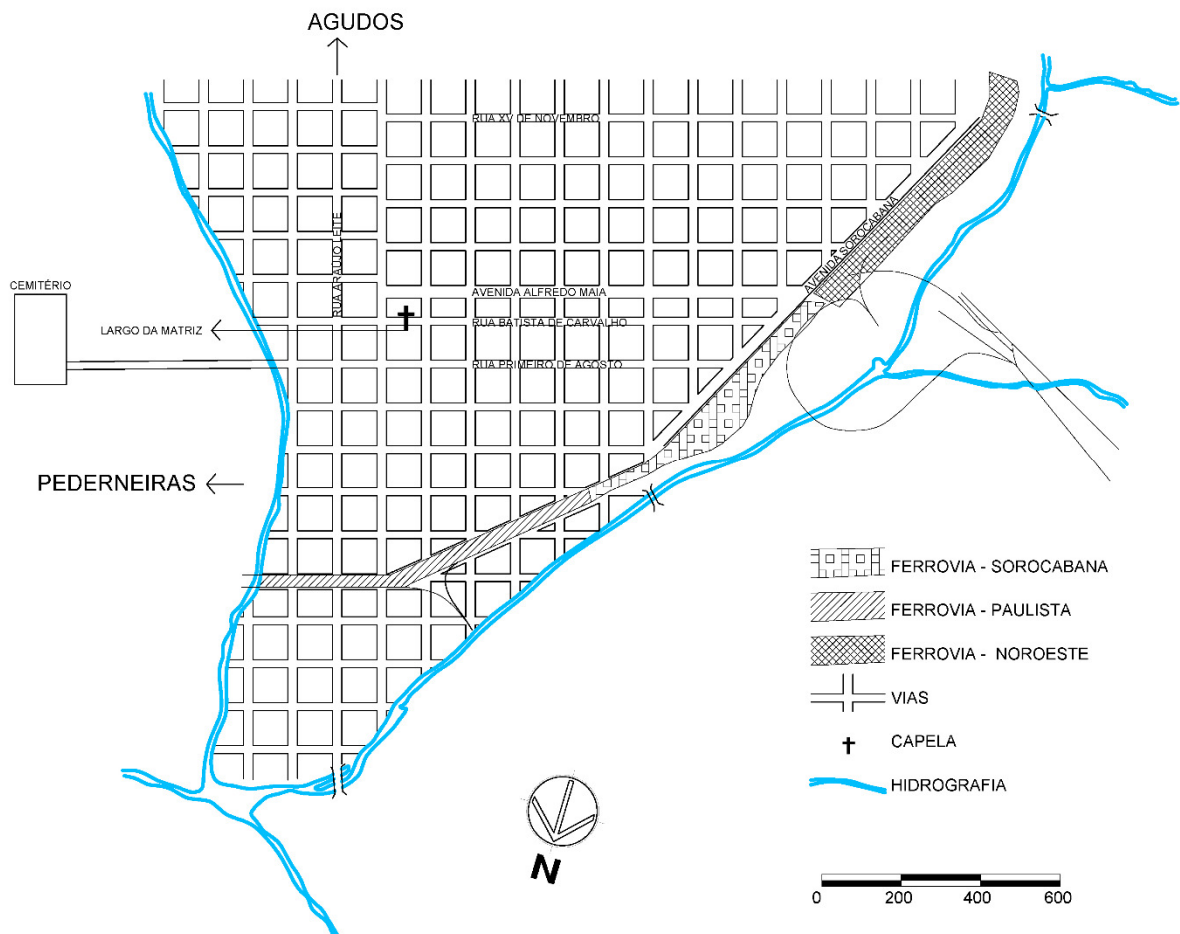 AGUDOS
RUA XV DE NOVEMBRO
RUA ARAUJO LEITE
AVENIDA SOROCABANA
CEMITÉRIO
AVENIDA ALFREDO MAIA
LARGO DA MATRIZ
RUA BATISTA DE CARVALHO
RUA PRIMEIRO DE AGOSTO
PEDERNEIRAS
FERROVIA - SOROCABANA
FERROVIA - PAULISTA
FERROVIA - NOROESTE
VIAS
CAPELA
HIDROGRAFIA
N
0 200 400 600